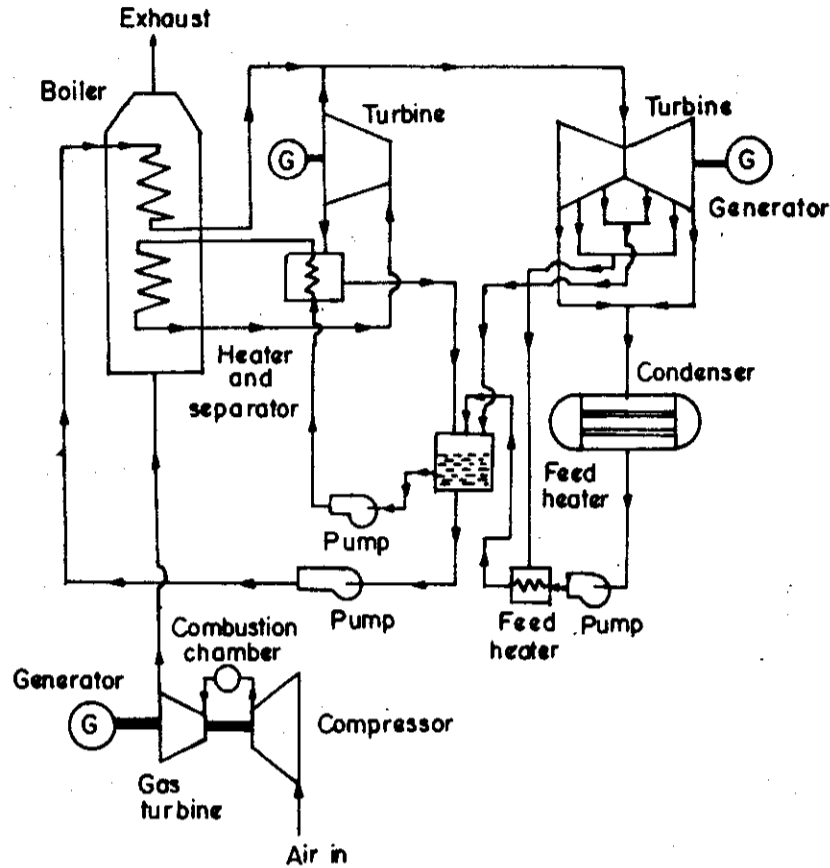 Exhaust
Boiler
Turbine
G
Turbine
G
Generator
Heater
and
separator
Condenser
Feed
heater
Pump
Pump
Feed
heater
Pump
Combustion
chamber
Generator
G
Compressor
Gas
turbine
Air in